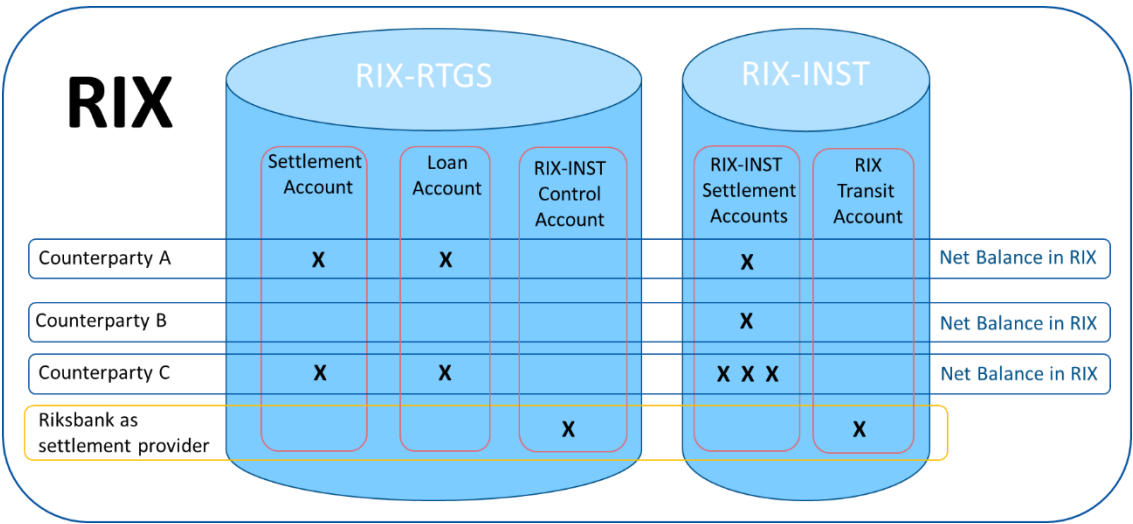 RIX
RIX-RTGS
RIX-INST
Settlement
Account
Loan
Account
RIX-INST
Control
Account
RIX-INST
Settlement
Accounts
RIX
Transit
Account
Counterparty A
X
X
X
Net Balance in RIX
Counterparty B
X
Net Balance in RIX
Counterparty C
X
X
X X X
Net Balance in RIX
Riksbank as
settlement provider
X
X